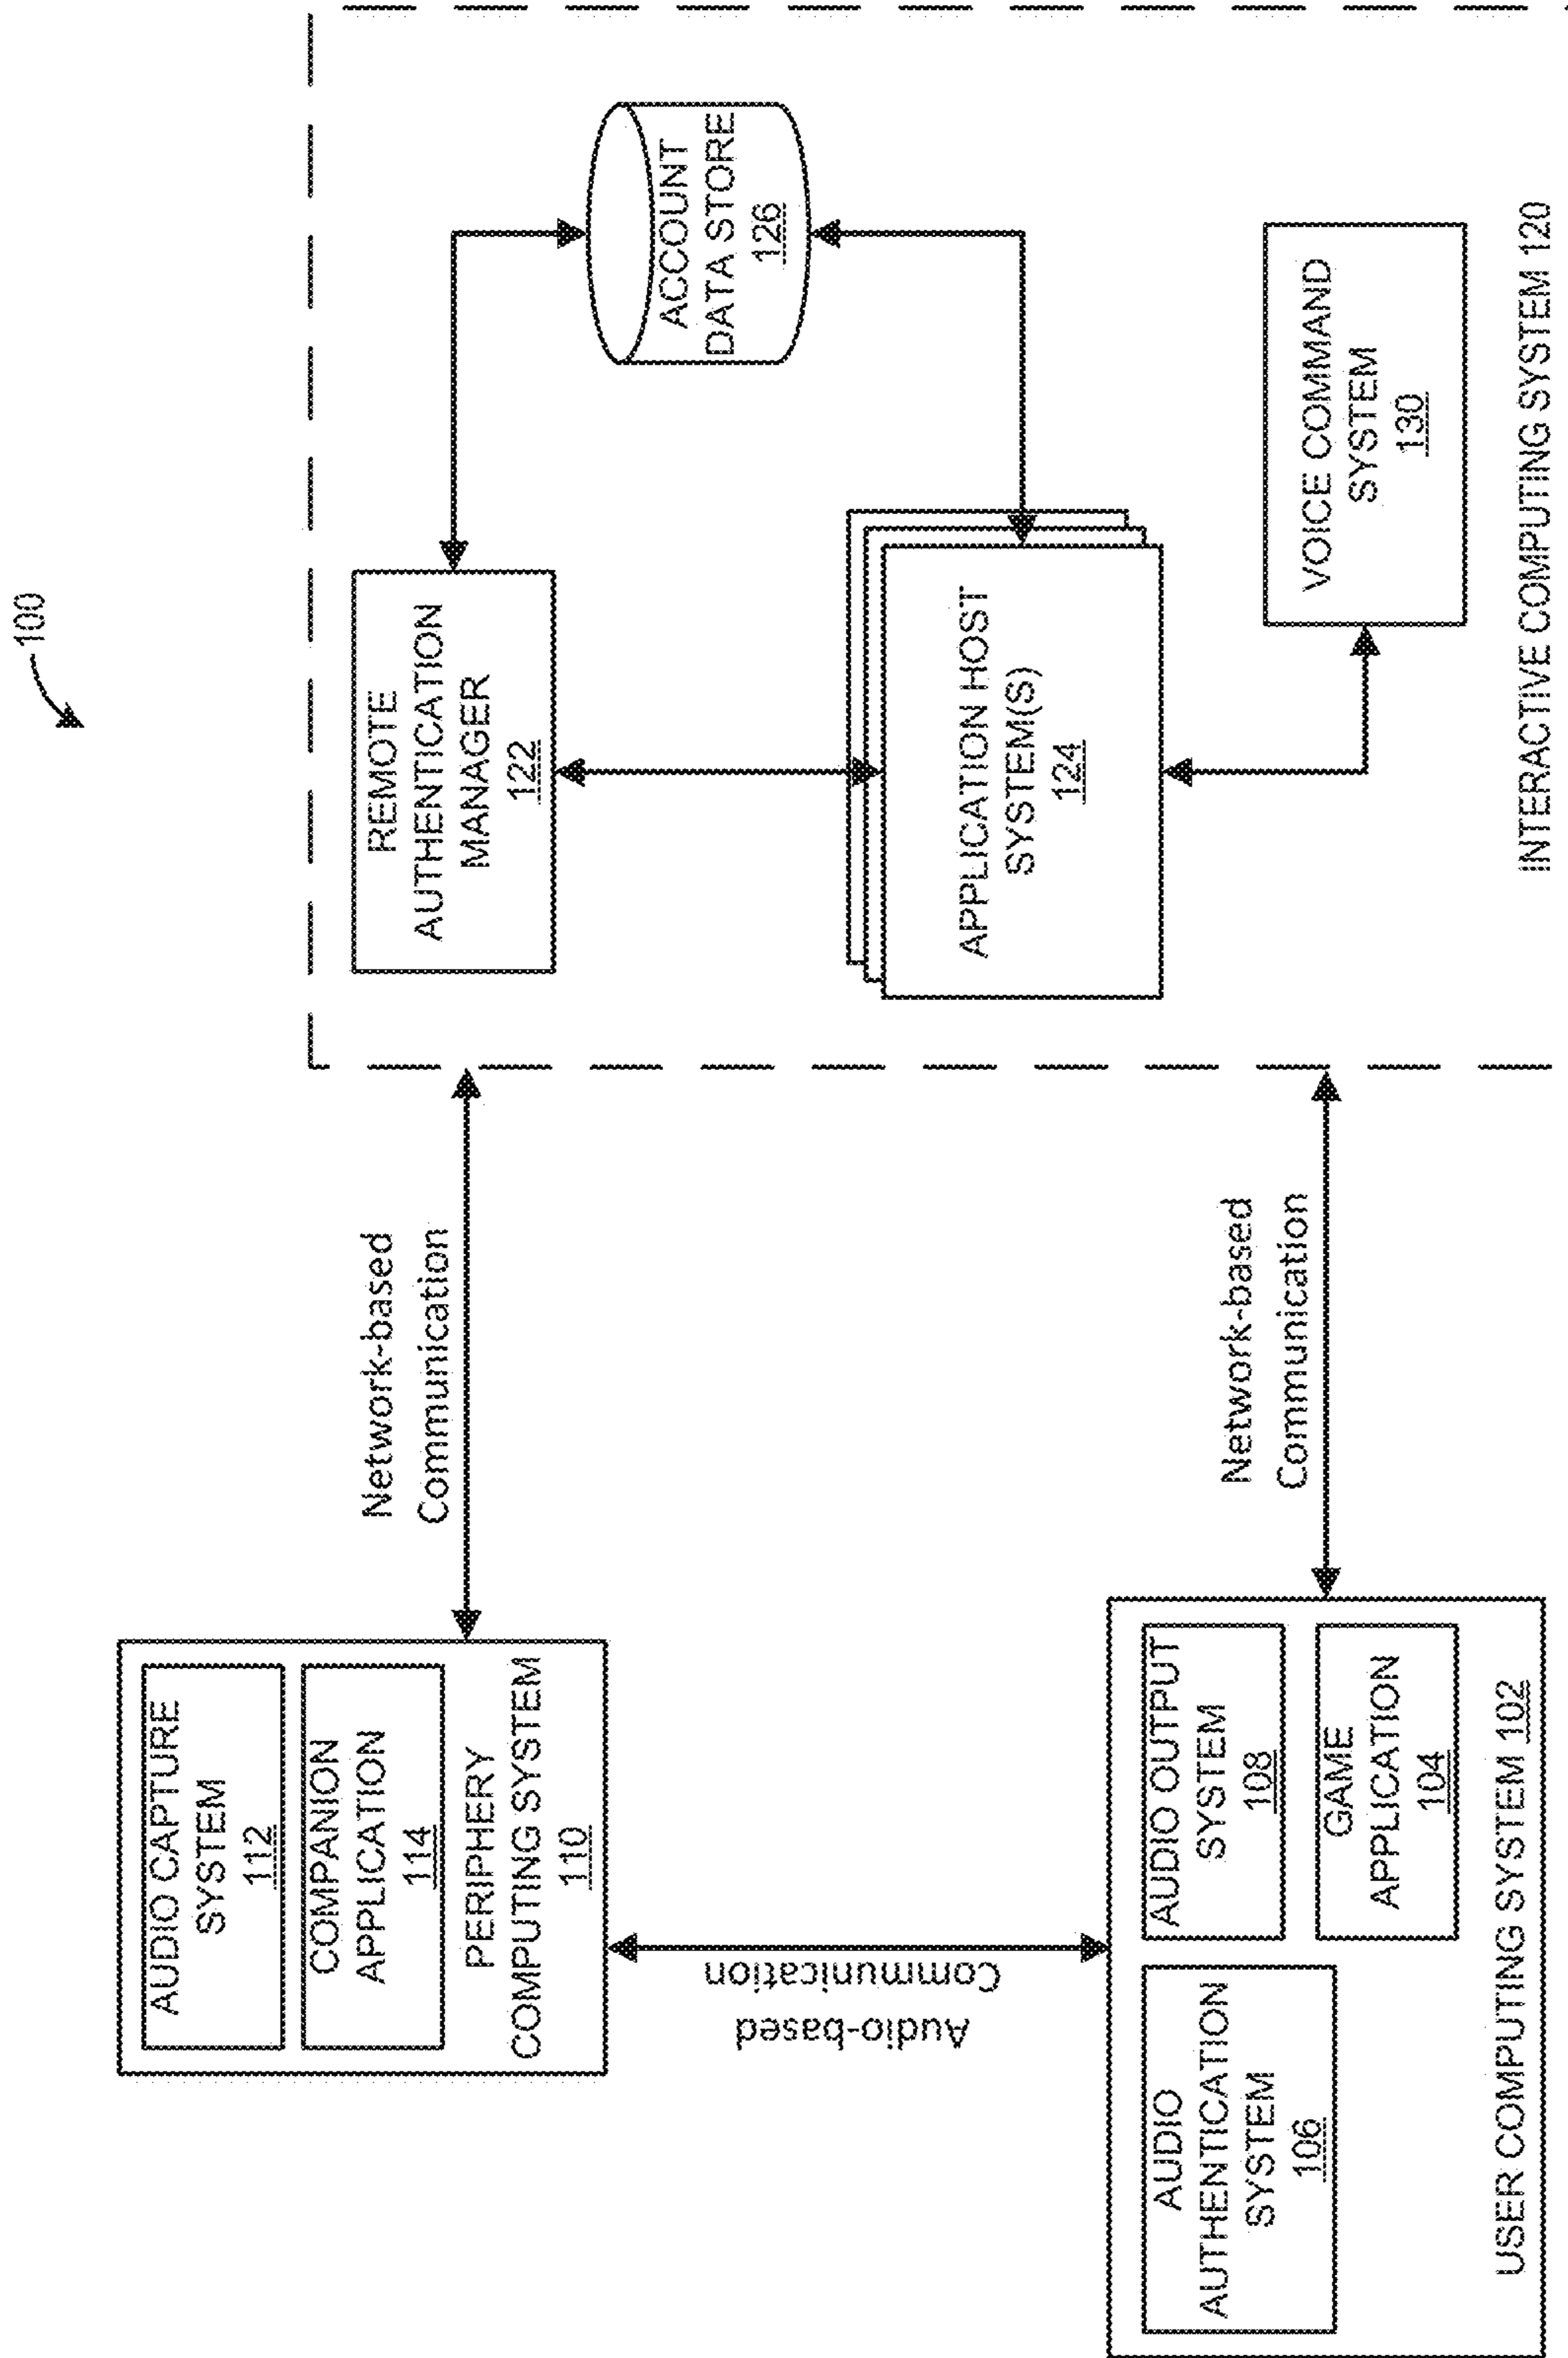 100
AUDIO CAPTURE
SYSTEM
112
COMPANION
APPLICATION
114
PERIPHERY
COMPUTING SYSTEM
110
Network-based
Communication
REMOTE
AUTHENTICATION
MANAGER
122
ACCOUNT
DATA STORE
126
Audio-based
Communication
APPLICATION HOST
SYSTEM(S)
124
AUDIO
AUTHENTICATION
SYSTEM
106
AUDIO OUTPUT
SYSTEM
108
GAME
APPLICATION
104
USER COMPUTING SYSTEM 102
Network-based
Communication
VOICE COMMAND
SYSTEM
130
INTERACTIVE COMPUTING SYSTEM 120